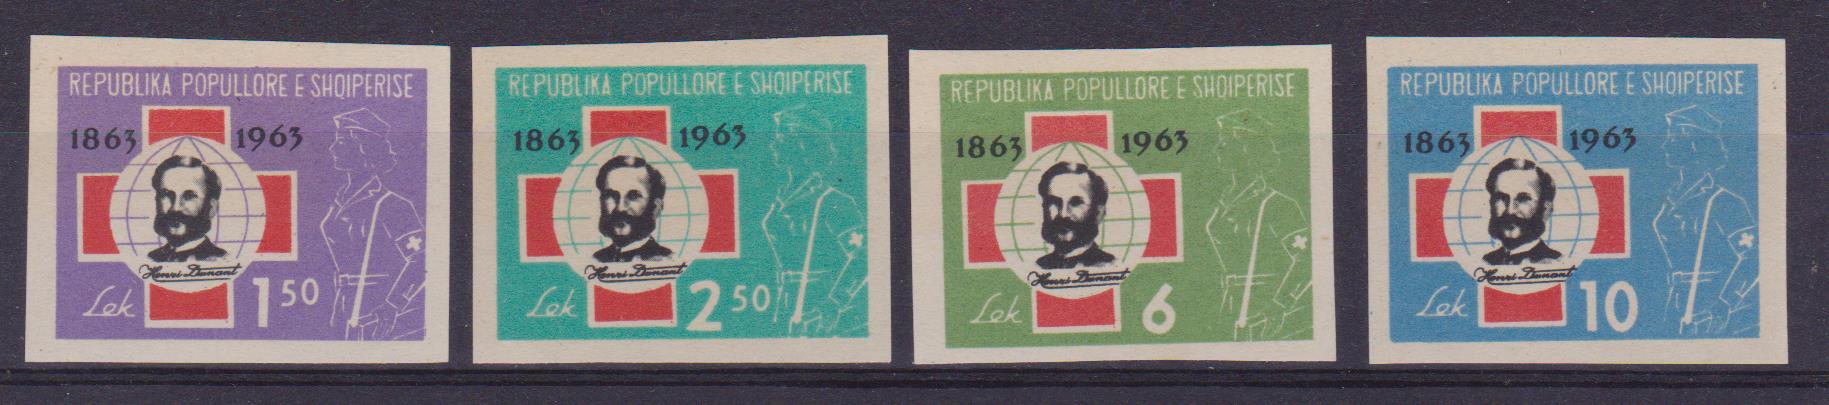 REPUBLIKA POPULLORE E SHQIPERISE
1863 1963
Henri Dunant
Lek 1 50
REPUBLIKA POPULLORE E SHQIPERISE
1863 1963
Henri Dunant
Lek 2 50
REPUBLIKA POPULLORE E SHQIPERISE
1863 1963
Henri Dunant
Lek 6
REPUBLIKA POPULLORE E SHQIPERISE
1863 1963
Henri Dunant
Lek 10